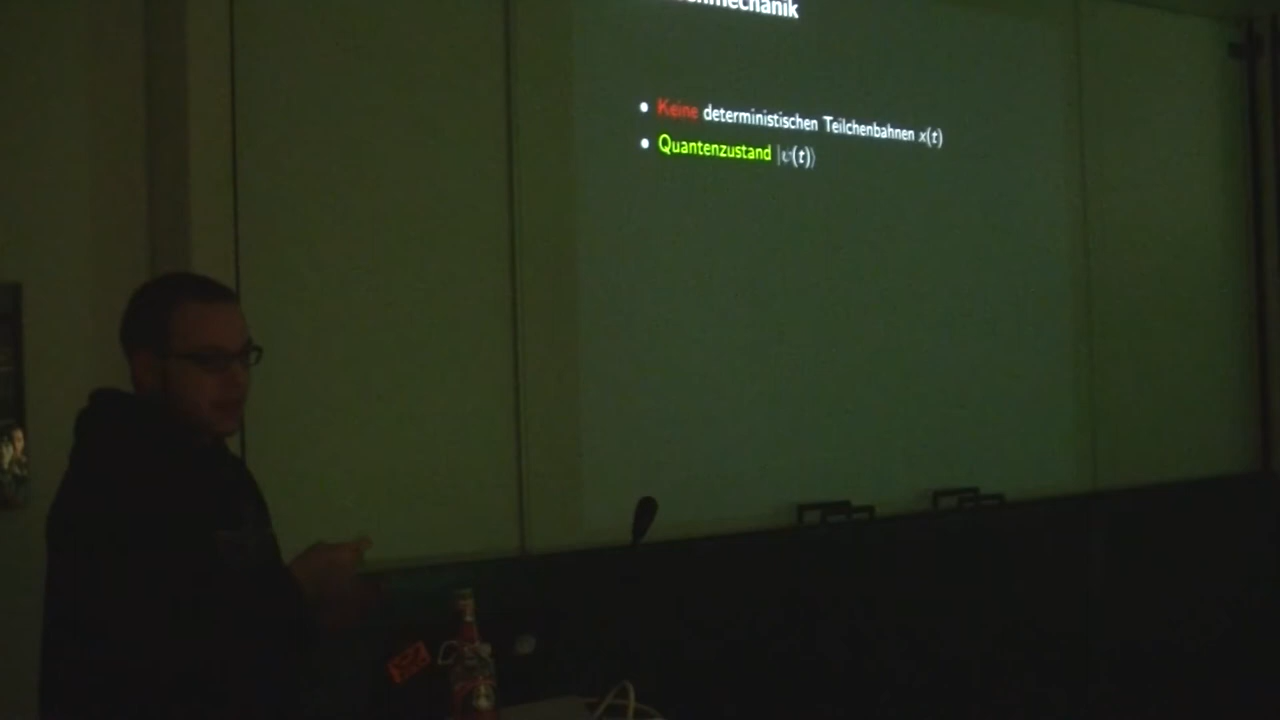 • Keine deterministischen Teilchenbahnen x(t)
• Quantenzustand |ψ(t)⟩